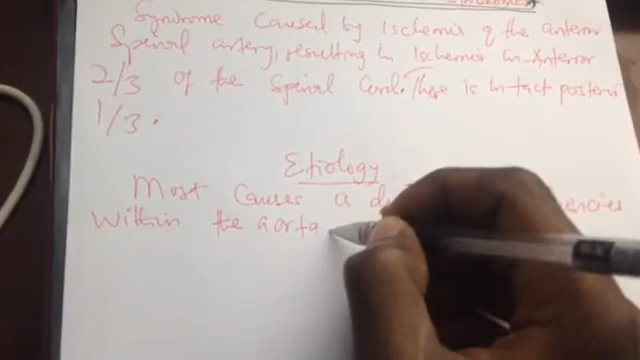 Syndrome Caused by Ischemia of the anterior
Spinal artery, resulting in Ischemia in Anterior
2/3 of the Spinal Cord. There is intact posteri
1/3.
Etiology
Most Causes a
Within the aorta